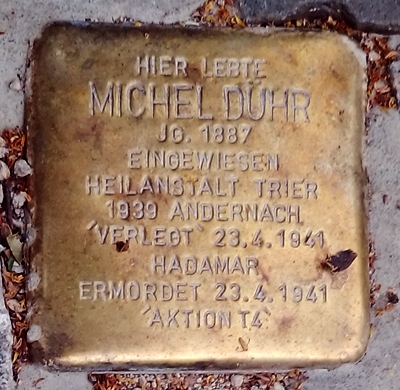 HIER LEBTE
MICHEL DÜHR
JG. 1887
EINGEWIESEN
HEILANSTALT TRIER
1939 ANDERNACH
"VERLEGT" 23.4.1941
HADAMAR
ERMORDET 23.4.1941
"AKTION T4"